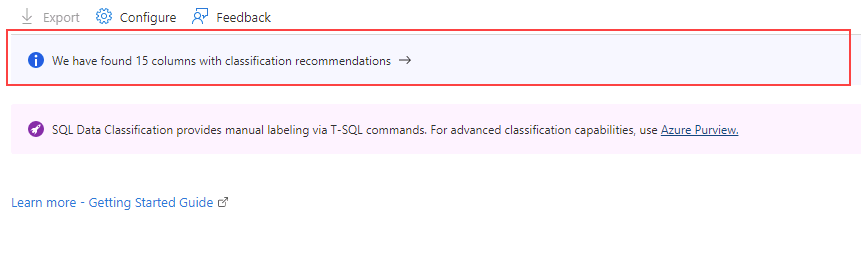 Export Configure Feedback
We have found 15 columns with classification recommendations →
SQL Data Classification provides manual labeling via T-SQL commands. For advanced classification capabilities, use Azure Purview.
Learn more - Getting Started Guide